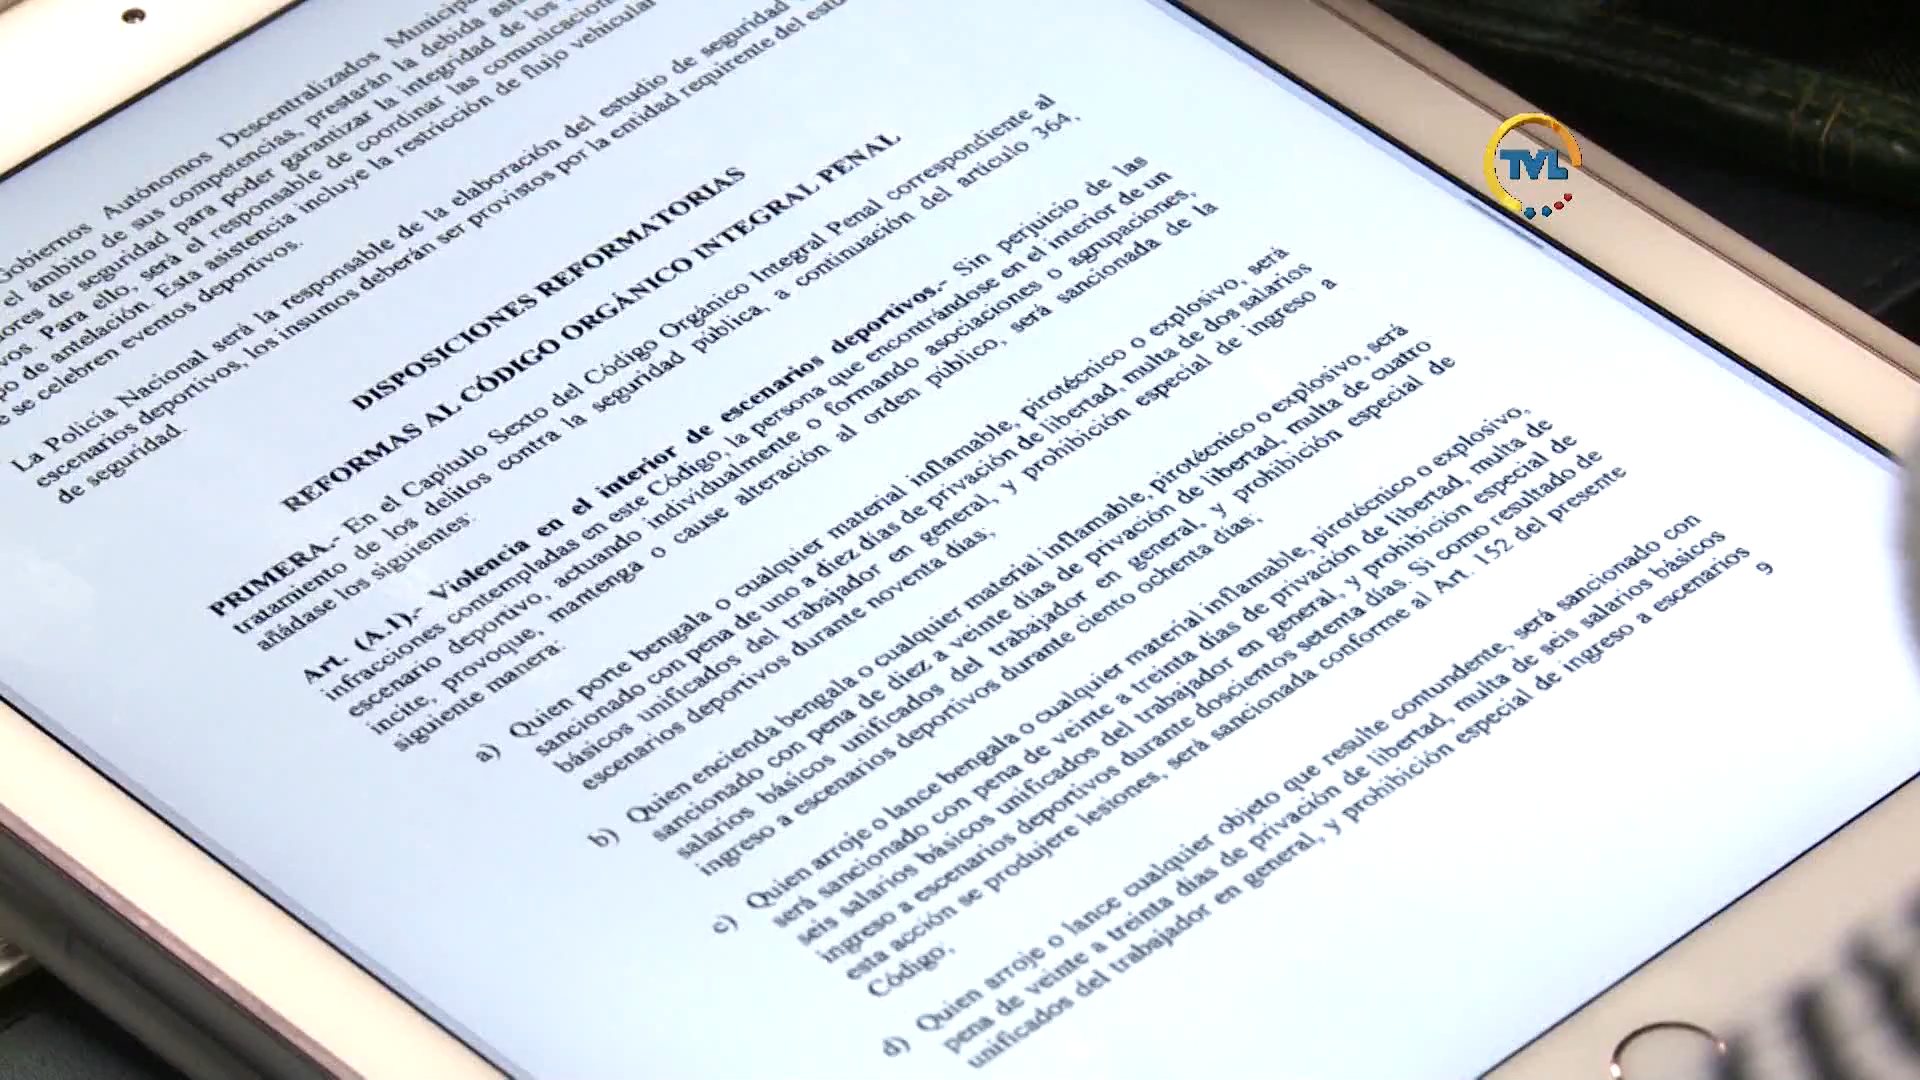 Gobiernos Autónomos Descentralizados Municipa
el ámbito de sus competencias, prestarán la debida asis
ores de seguridad para poder garantizar la integridad de los
vos. Para ello, será el responsable de coordinar las comunicacion
po de antelación. Esta asistencia incluye la restricción de flujo vehicular
e se celebren eventos deportivos.
La Policía Nacional será la responsable de la elaboración del estudio de seguridad
escenarios deportivos, los insumos deberán ser provistos por la entidad requirente del estu
de seguridad.
DISPOSICIONES REFORMATORIAS
REFORMAS AL CÓDIGO ORGÁNICO INTEGRAL PENAL
PRIMERA.- En el Capítulo Sexto del Código Orgánico Integral Penal correspondiente al
tratamiento de los delitos contra la seguridad pública, a continuación del artículo 364,
añádase los siguientes:
Art. (A.1).- Violencia en el interior de escenarios deportivos.- Sin perjuicio de las
infracciones contempladas en este Código, la persona que encontrándose en el interior de un
escenario deportivo, actuando individualmente o formando asociaciones o agrupaciones,
incite, provoque, mantenga o cause alteración al orden público, será sancionada de la
siguiente manera:
a) Quien porte bengala o cualquier material inflamable, pirotécnico o explosivo, será
sancionado con pena de uno a diez días de privación de libertad, multa de dos salarios
básicos unificados del trabajador en general, y prohibición especial de ingreso a
escenarios deportivos durante noventa días;
b) Quien encienda bengala o cualquier material inflamable, pirotécnico o explosivo, será
sancionado con pena de diez a veinte días de privación de libertad, multa de cuatro
salarios básicos unificados del trabajador en general, y prohibición especial de
ingreso a escenarios deportivos durante ciento ochenta días;
c) Quien arroje o lance bengala o cualquier material inflamable, pirotécnico o explosivo,
será sancionado con pena de veinte a treinta días de privación de libertad, multa de
seis salarios básicos unificados del trabajador en general, y prohibición especial de
ingreso a escenarios deportivos durante doscientos setenta días. Si como resultado de
esta acción se produjere lesiones, será sancionada conforme al Art. 152 del presente
Código;
d) Quien arroje o lance cualquier objeto que resulte contundente, será sancionado con
pena de veinte a treinta días de privación de libertad, multa de seis salarios básicos
unificados del trabajador en general, y prohibición especial de ingreso a escenarios
9
TVL